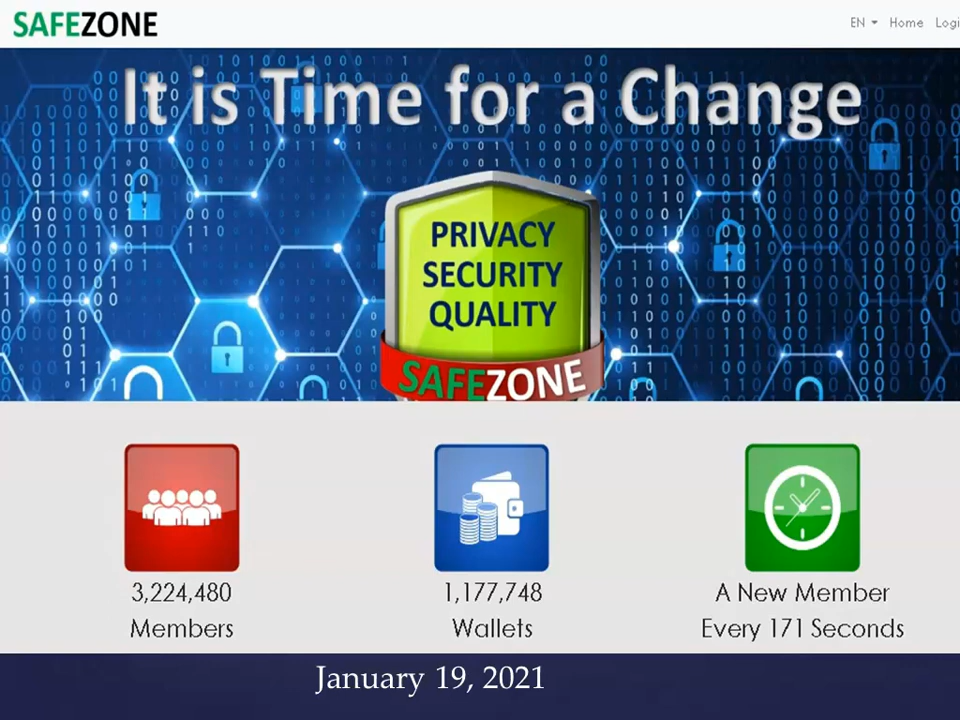 SAFEZONE
EN Home
It is Time for a Change
PRIVACY
SECURITY
QUALITY
SAFEZONE
3,224,480
Members
1,177,748
Wallets
A New Member
Every 171 Seconds
January 19, 2021